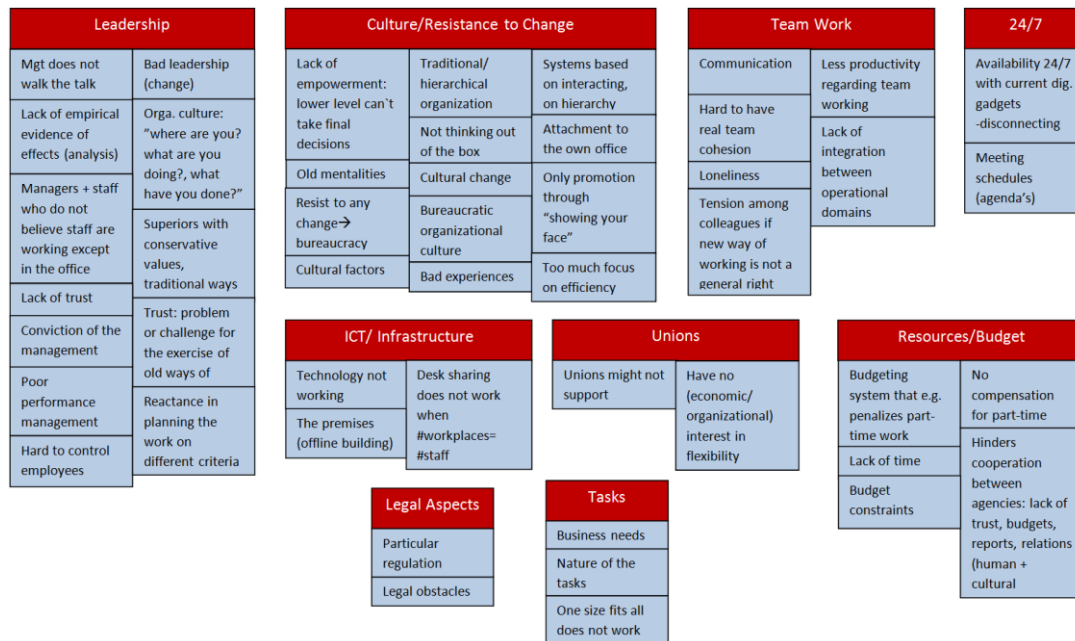 Leadership
Mgt does not
walk the talk
Lack of empirical
evidence of
effects (analysis)
Managers + staff
who do not
believe staff are
working except
in the office
Lack of trust
Conviction of the
management
Poor
performance
management
Hard to control
employees
Bad leadership
(change)
Orga. culture:
”where are you?
what are you
doing?, what
have you done?”
Superiors with
conservative
values,
traditional ways
Trust: problem
or challenge for
the exercise of
old ways of
Reactance in
planning the
work on
different criteria
Culture/Resistance to Change
Lack of
empowerment:
lower level can`t
take final
decisions
Old mentalities
Resist to any
change→
bureaucracy
Cultural factors
Traditional/
hierarchical
organization
Not thinking out
of the box
Cultural change
Bureaucratic
organizational
culture
Bad experiences
Systems based
on interacting,
on hierarchy
Attachment to
the own office
Only promotion
through
“showing your
face”
Too much focus
on efficiency
Team Work
Communication
Hard to have
real team
cohesion
Loneliness
Tension among
colleagues if
new way of
working is not a
general right
Less productivity
regarding team
working
Lack of
integration
between
operational
domains
24/7
Availability 24/7
with current dig.
gadgets
-disconnecting
Meeting
schedules
(agenda’s)
ICT/ Infrastructure
Technology not
working
The premises
(offline building)
Desk sharing
does not work
when
#workplaces=
#staff
Unions
Unions might not
support
Have no
(economic/
organizational)
interest in
flexibility
Resources/Budget
Budgeting
system that e.g.
penalizes part-
time work
Lack of time
Budget
constraints
No
compensation
for part-time
Hinders
cooperation
between
agencies: lack of
trust, budgets,
reports, relations
(human +
cultural
Legal Aspects
Particular
regulation
Legal obstacles
Tasks
Business needs
Nature of the
tasks
One size fits all
does not work